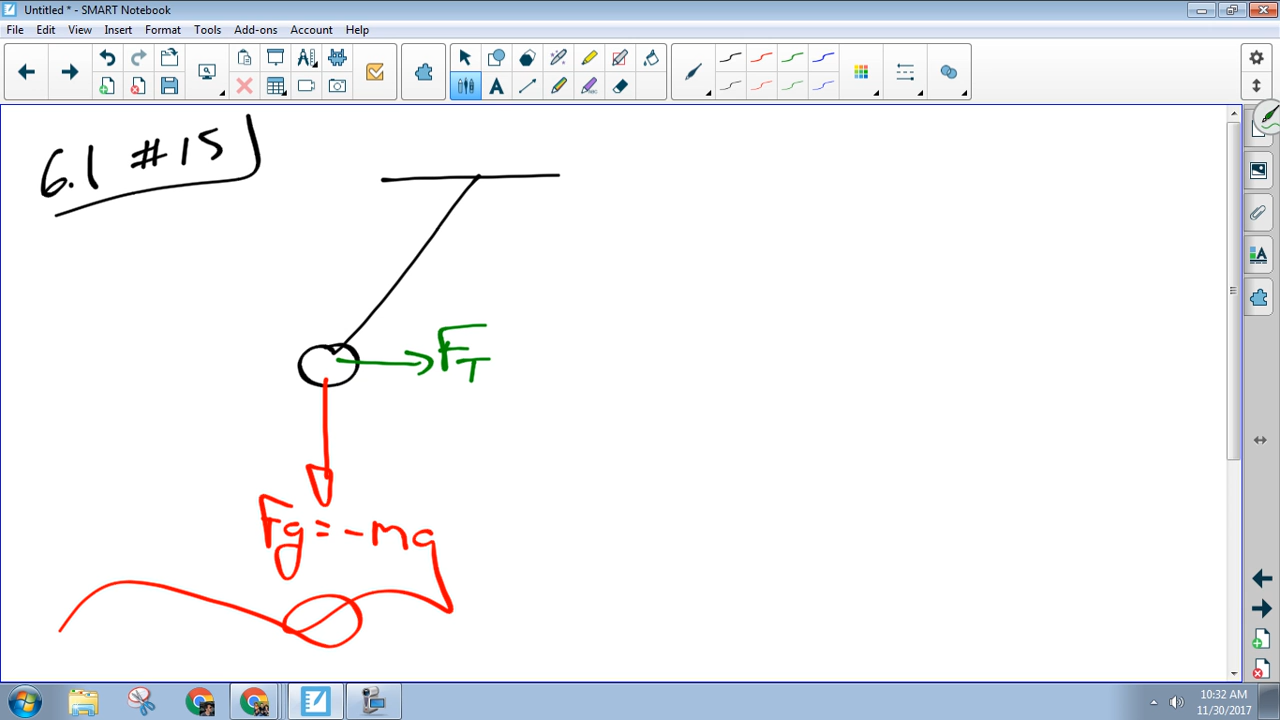 Untitled * - SMART Notebook
File Edit View Insert Format Tools Add-ons Account Help
6.1 #15
F_T
Fg = -mg
10:32 AM
11/30/2017